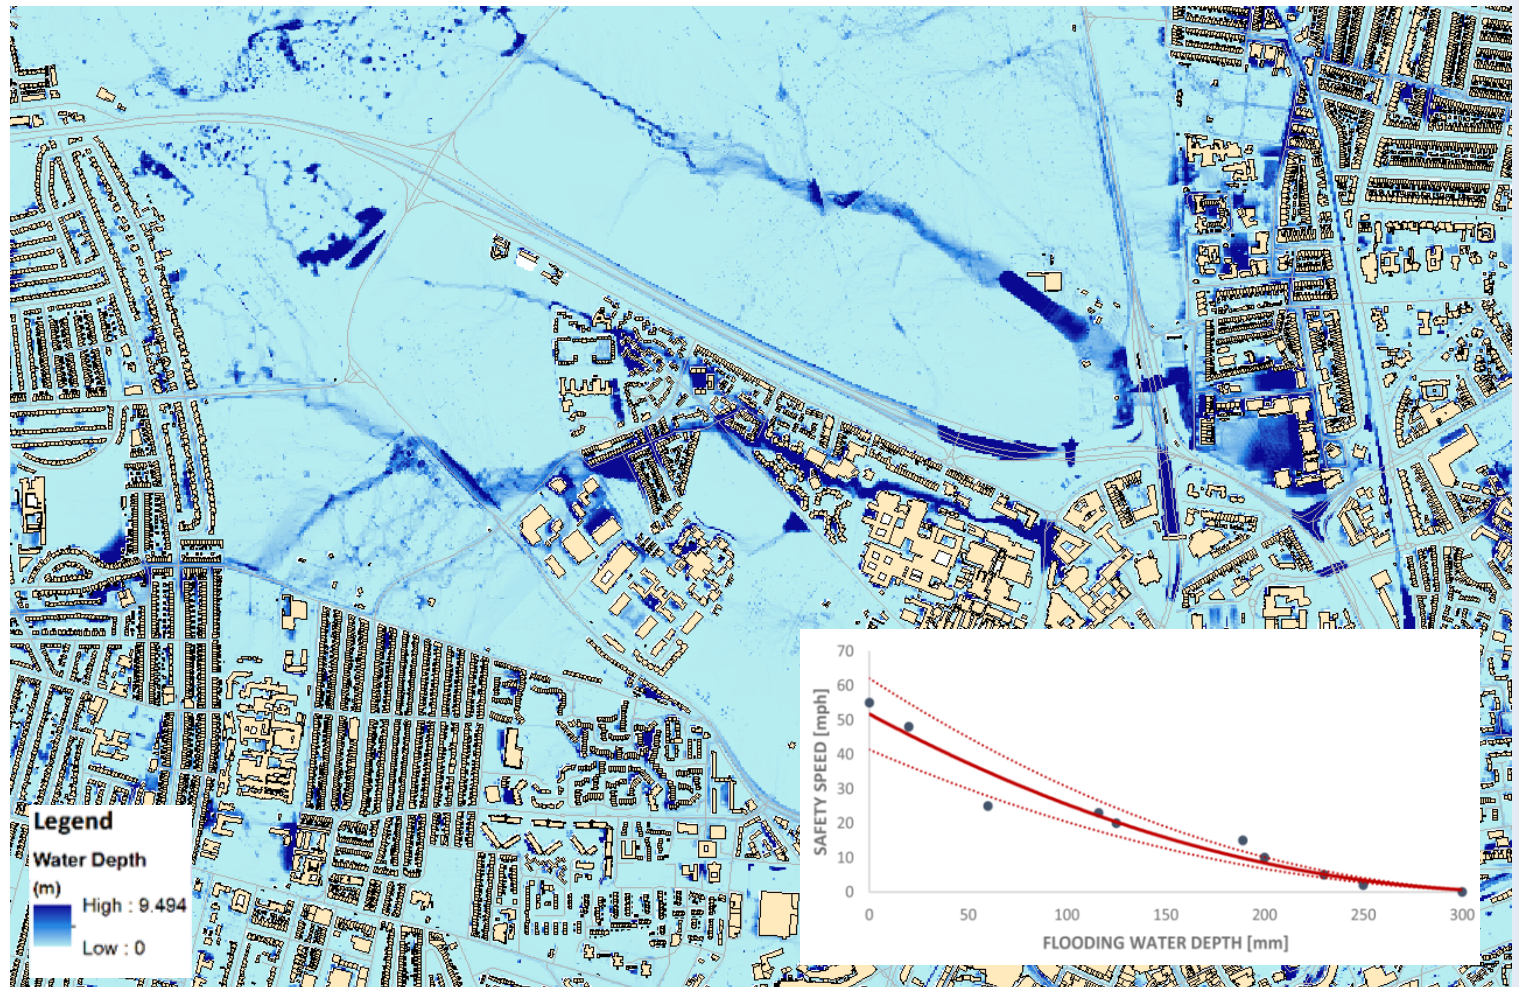 Legend
Water Depth
(m)
High : 9.494
Low : 0
SAFETY SPEED [mph]
70
60
50
40
30
20
10
0
0 50 100 150 200 250 300
FLOODING WATER DEPTH [mm]